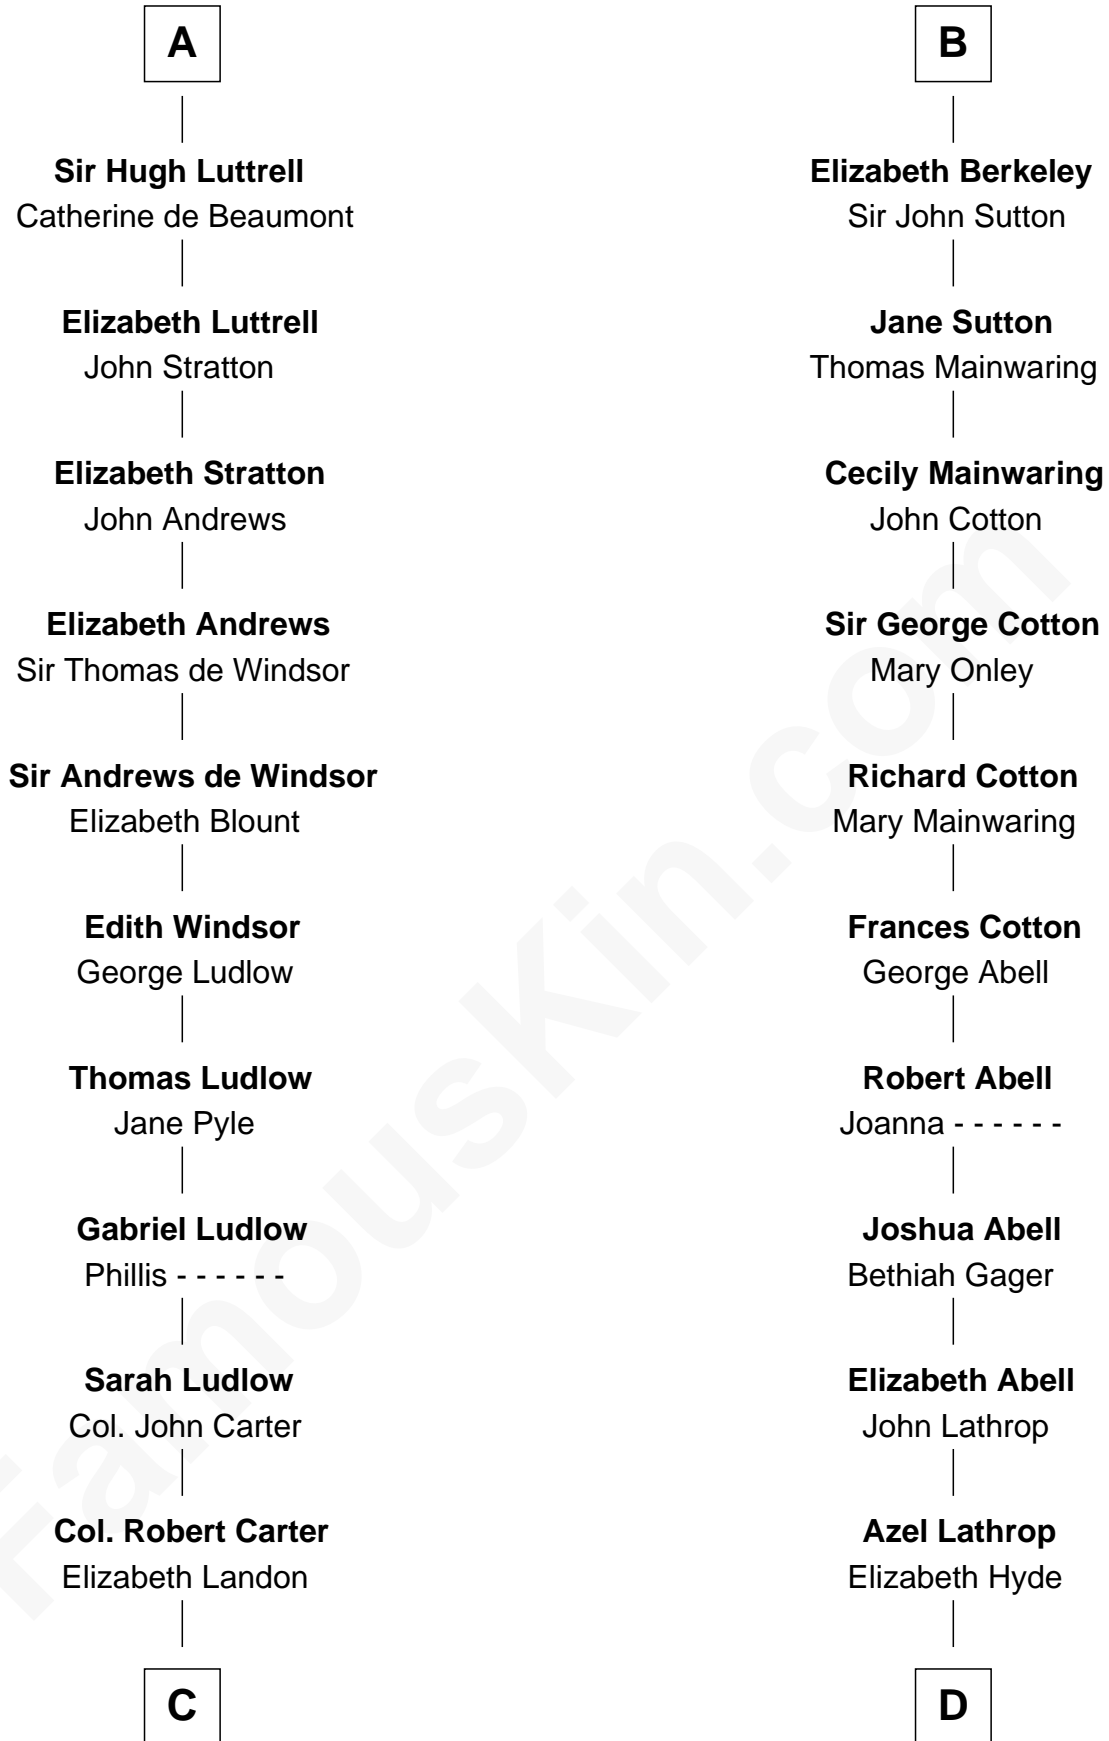 A
Sir Hugh Luttrell
Catherine de Beaumont
Elizabeth Luttrell
John Stratton
Elizabeth Stratton
John Andrews
Elizabeth Andrews
Sir Thomas de Windsor
Sir Andrews de Windsor
Elizabeth Blount
Edith Windsor
George Ludlow
Thomas Ludlow
Jane Pyle
Gabriel Ludlow
Phillis - - - - - -
Sarah Ludlow
Col. John Carter
Col. Robert Carter
Elizabeth Landon
C
B
Elizabeth Berkeley
Sir John Sutton
Jane Sutton
Thomas Mainwaring
Cecily Mainwaring
John Cotton
Sir George Cotton
Mary Onley
Richard Cotton
Mary Mainwaring
Frances Cotton
George Abell
Robert Abell
Joanna - - - - - -
Joshua Abell
Bethiah Gager
Elizabeth Abell
John Lathrop
Azel Lathrop
Elizabeth Hyde
D
FamousKin.com